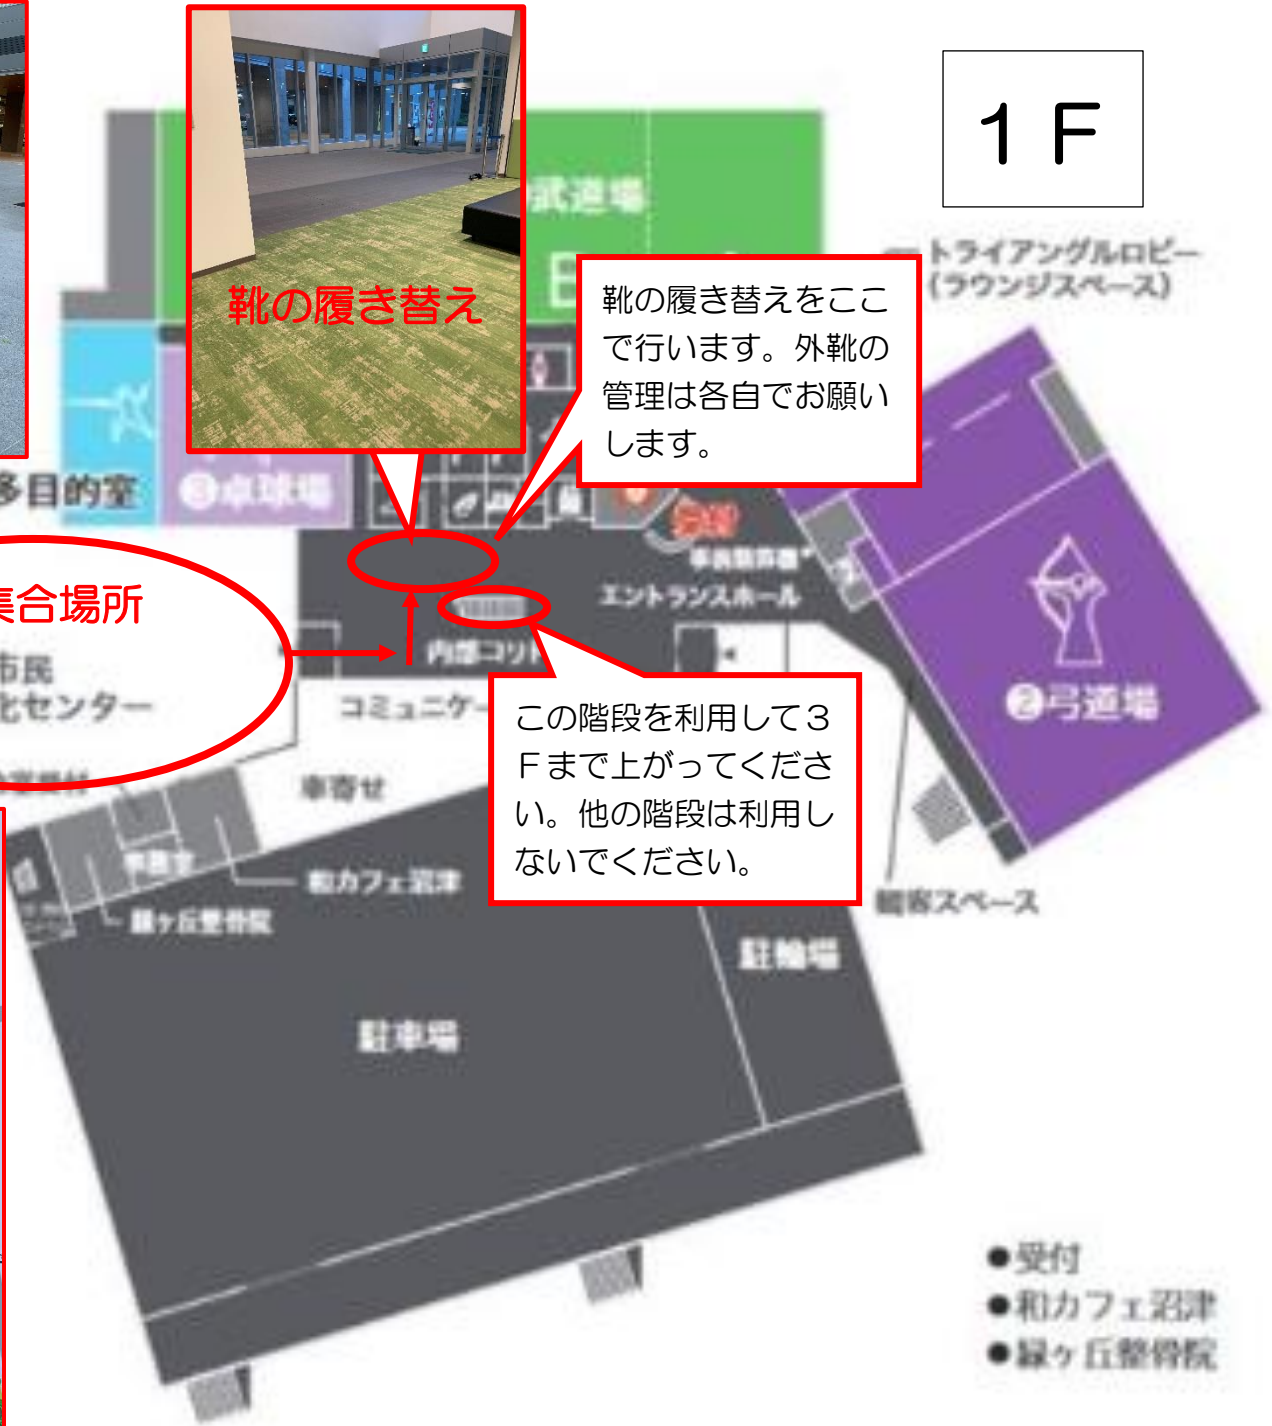 １Ｆ
武道場
トライアングルロビー
（ラウンジスペース）
靴の履き替え
靴の履き替えをここ
で行います。外靴の
管理は各自でお願い
します。
多目的室
❸卓球場
受付
エントランスホール
集合場所
市民
化センター
内部コリド
コミュニケー
❷弓道場
車寄せ
この階段を利用して３
Ｆまで上がってくださ
い。他の階段は利用し
ないでください。
事務室
和カフェ沼津
緑ヶ丘整骨院
観客スペース
駐輪場
駐車場
●受付
●和カフェ沼津
●緑ヶ丘整骨院